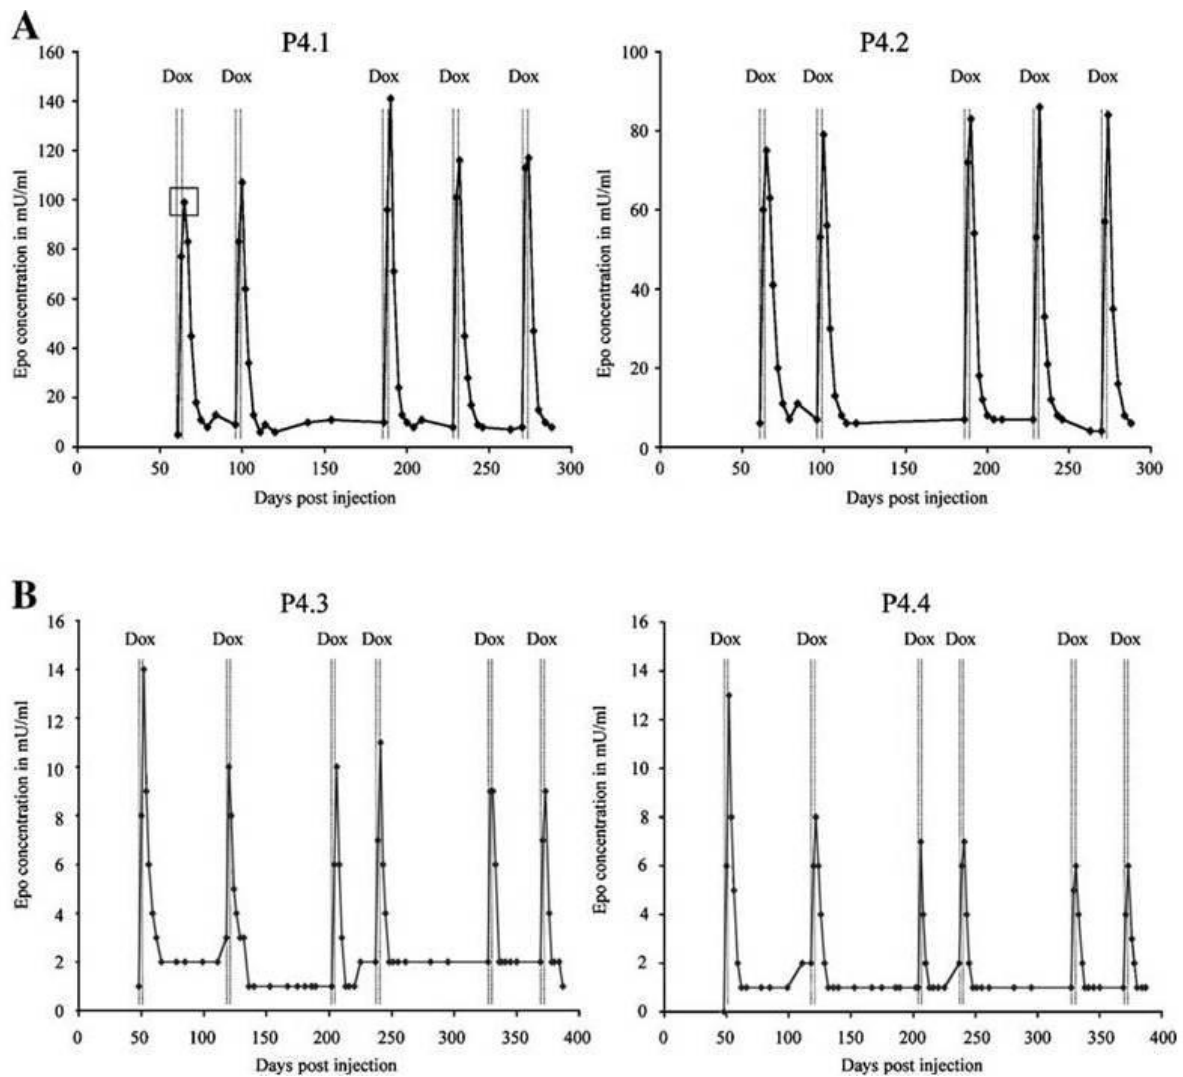 A
P4.1
P4.2
160
140
120
100
80
60
40
20
0
Epo concentration in mU/ml
Dox Dox Dox Dox Dox
0 50 100 150 200 250 300
Days post injection
100
80
60
40
20
0
Epo concentration in mU/ml
Dox Dox Dox Dox Dox
0 50 100 150 200 250 300
Days post injection
B
P4.3
P4.4
16
14
12
10
8
6
4
2
0
Epo concentration in mU/ml
Dox Dox Dox Dox Dox Dox
0 50 100 150 200 250 300 350 400
Days post injection
16
14
12
10
8
6
4
2
0
Epo concentration in mU/ml
Dox Dox Dox Dox Dox Dox
0 50 100 150 200 250 300 350 400
Days post injection